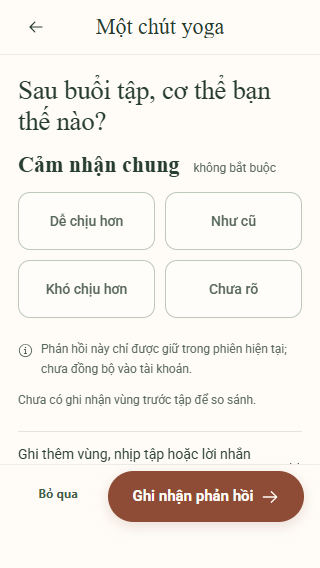 Một chút yoga
Sau buổi tập, cơ thể bạn
thế nào?
Cảm nhận chung không bắt buộc
Dễ chịu hơn
Như cũ
Khó chịu hơn
Chưa rõ
Phản hồi này chỉ được giữ trong phiên hiện tại;
chưa đồng bộ vào tài khoản.
Chưa có ghi nhận vùng trước tập để so sánh.
Ghi thêm vùng, nhịp tập hoặc lời nhắn
Bỏ qua
Ghi nhận phản hồi